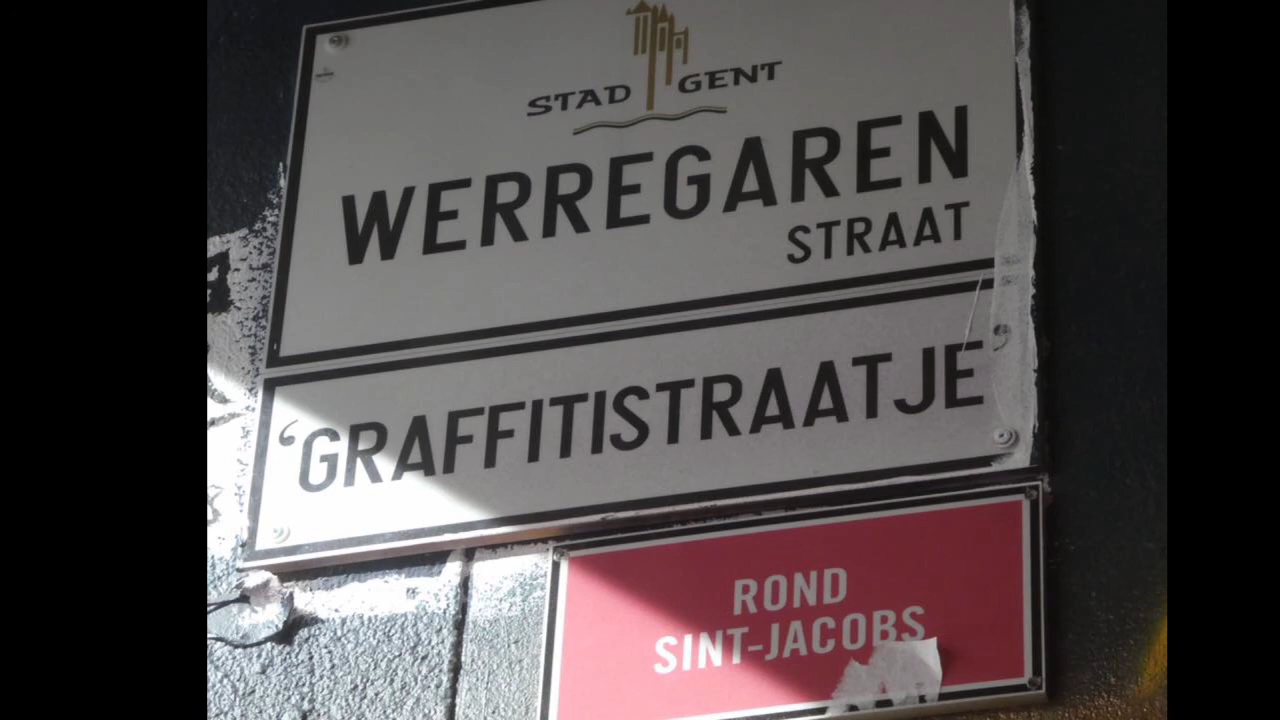 STAD GENT
WERREGAREN
STRAAT
‘GRAFFITISTRAATJE’
ROND
SINT-JACOBS